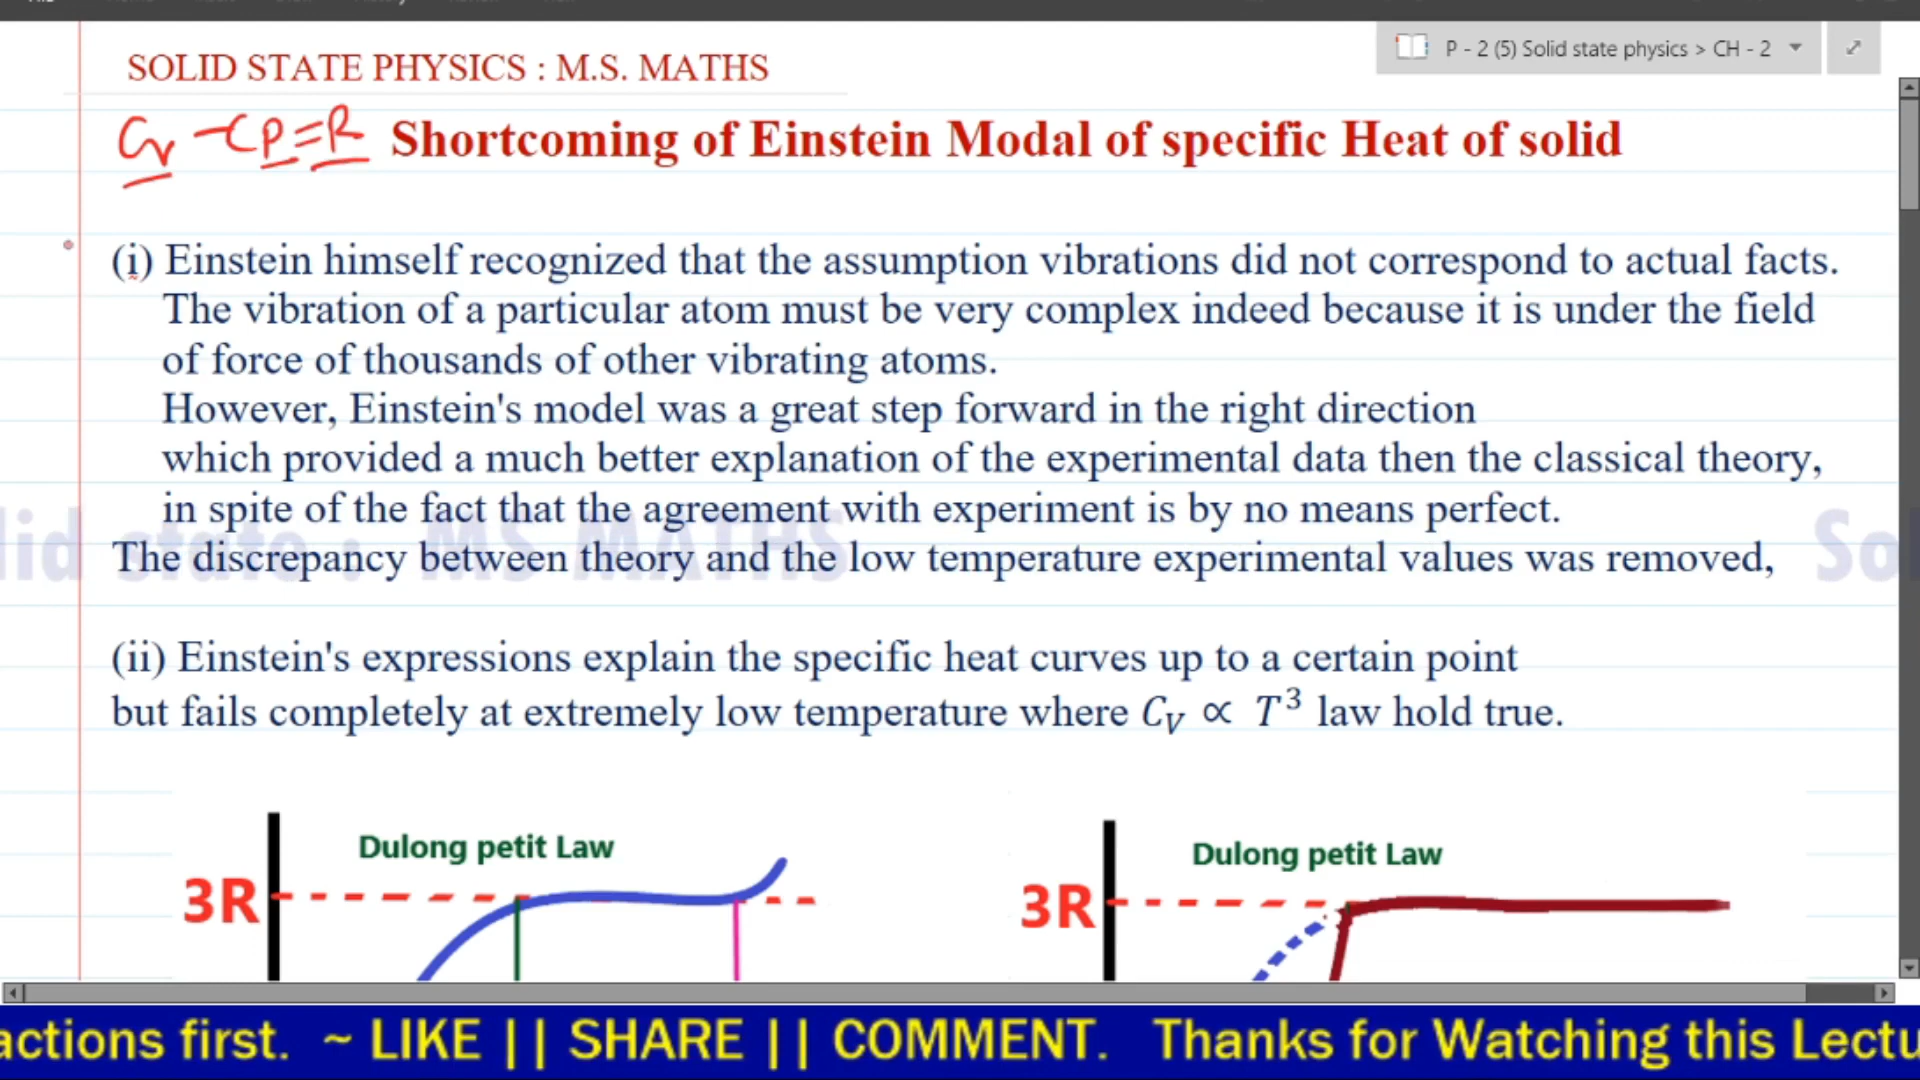 P - 2 (5) Solid state physics > CH - 2
SOLID STATE PHYSICS : M.S. MATHS
Cv - CP = R Shortcoming of Einstein Modal of specific Heat of solid
(i) Einstein himself recognized that the assumption vibrations did not correspond to actual facts.
The vibration of a particular atom must be very complex indeed because it is under the field
of force of thousands of other vibrating atoms.
However, Einstein's model was a great step forward in the right direction
which provided a much better explanation of the experimental data then the classical theory,
in spite of the fact that the agreement with experiment is by no means perfect.
lid state : MS MATHS
Sol
The discrepancy between theory and the low temperature experimental values was removed,
(ii) Einstein's expressions explain the specific heat curves up to a certain point
but fails completely at extremely low temperature where C_V ∝ T³ law hold true.
Dulong petit Law
3R
Dulong petit Law
3R
actions first. ~ LIKE || SHARE || COMMENT. Thanks for Watching this Lectu